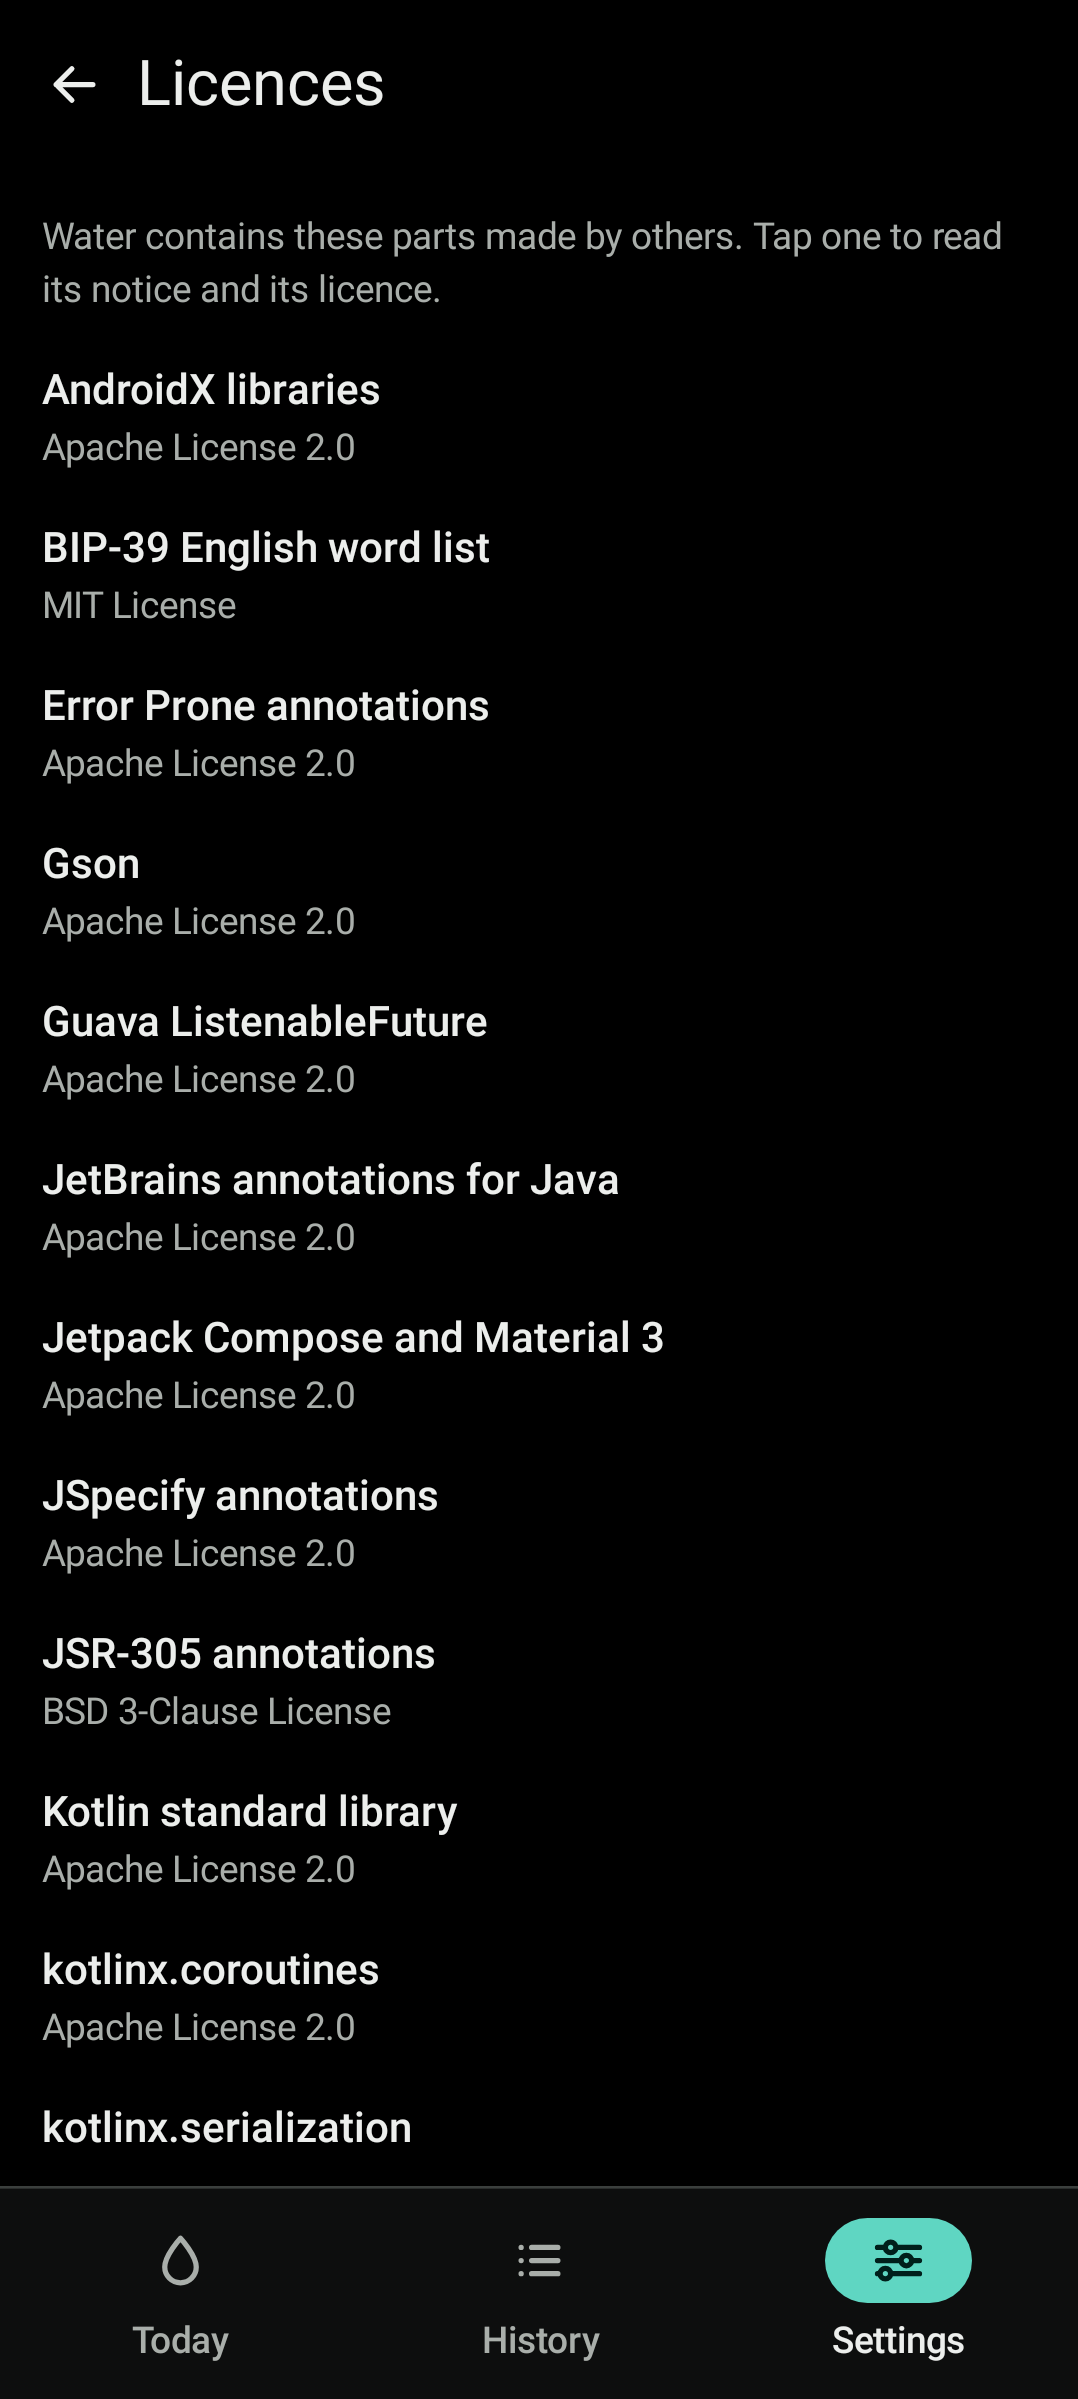 Licences
Water contains these parts made by others. Tap one to read
its notice and its licence.
AndroidX libraries
Apache License 2.0
BIP-39 English word list
MIT License
Error Prone annotations
Apache License 2.0
Gson
Apache License 2.0
Guava ListenableFuture
Apache License 2.0
JetBrains annotations for Java
Apache License 2.0
Jetpack Compose and Material 3
Apache License 2.0
JSpecify annotations
Apache License 2.0
JSR-305 annotations
BSD 3-Clause License
Kotlin standard library
Apache License 2.0
kotlinx.coroutines
Apache License 2.0
kotlinx.serialization
Today
History
Settings